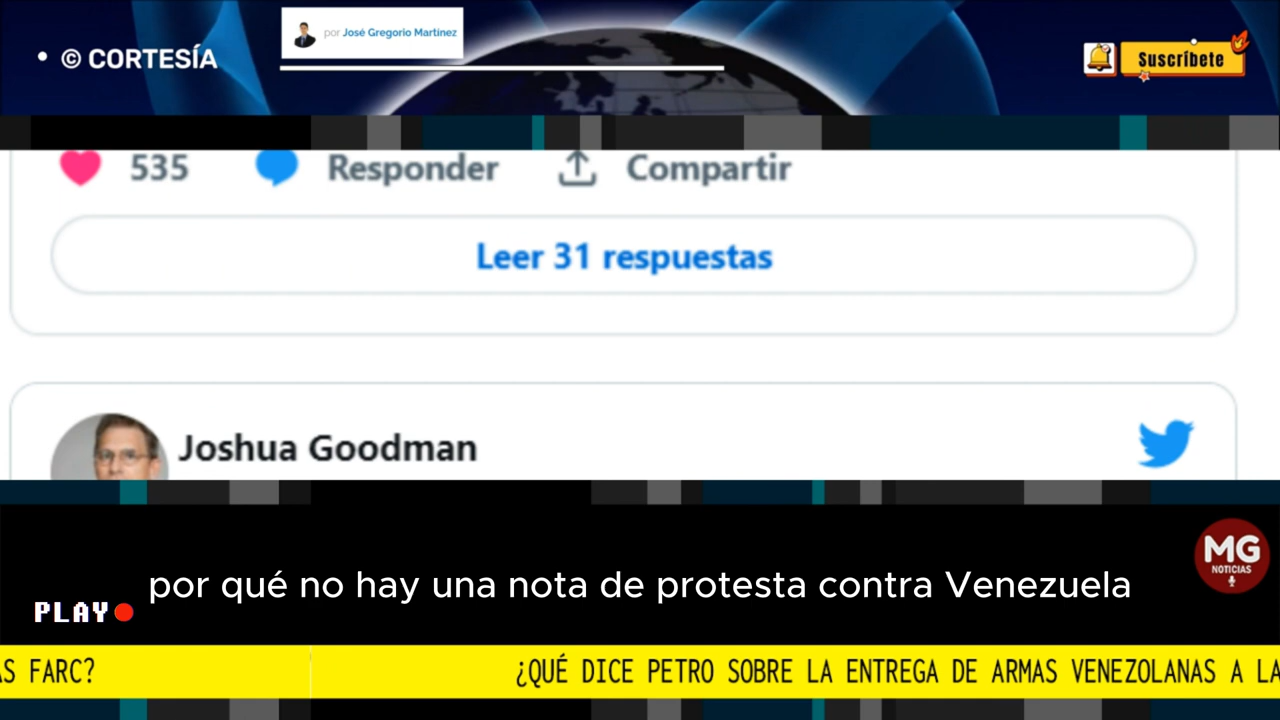 • © CORTESÍA
por José Gregorio Martínez
Suscríbete
535 Responder Compartir
Leer 31 respuestas
Joshua Goodman
MG
NOTICIAS
por qué no hay una nota de protesta contra Venezuela
PLAY
AS FARC? ¿QUÉ DICE PETRO SOBRE LA ENTREGA DE ARMAS VENEZOLANAS A LA